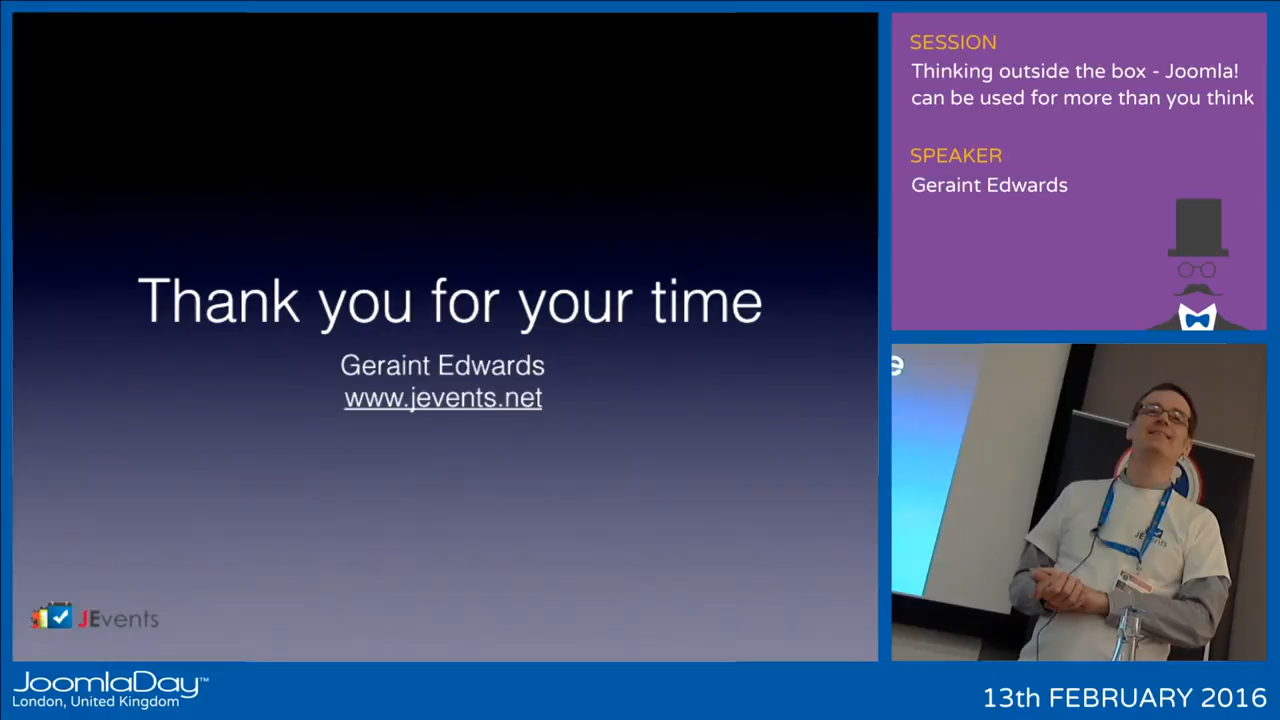 Thank you for your time
Geraint Edwards
www.jevents.net
JEvents
SESSION
Thinking outside the box - Joomla!
can be used for more than you think
SPEAKER
Geraint Edwards
e
JEvents
JoomlaDay™
London, United Kingdom
13th FEBRUARY 2016